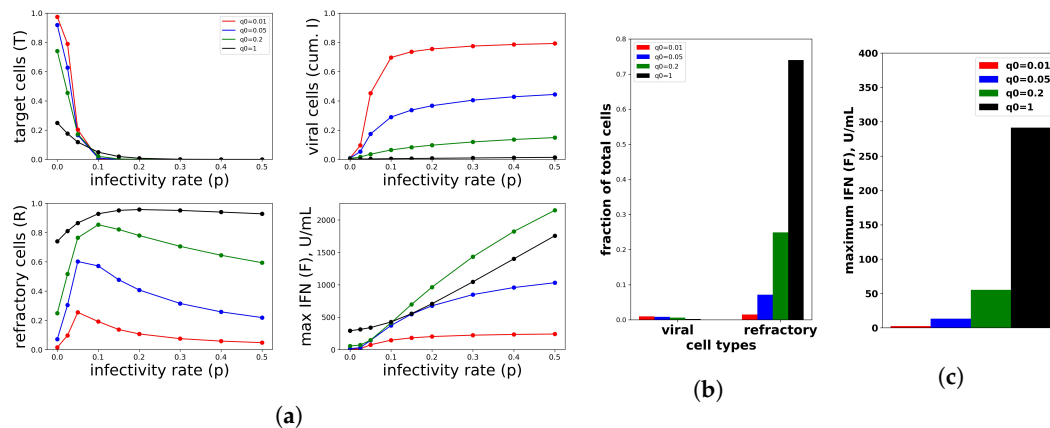 target cells (T)
1.0
0.8
0.6
0.4
0.2
0.0
q0=0.01
q0=0.05
q0=0.2
q0=1
0.0 0.1 0.2 0.3 0.4 0.5
infectivity rate (p)
viral cells (cum. I)
1.0
0.8
0.6
0.4
0.2
0.0
0.0 0.1 0.2 0.3 0.4 0.5
infectivity rate (p)
refractory cells (R)
1.0
0.8
0.6
0.4
0.2
0.0
0.0 0.1 0.2 0.3 0.4 0.5
infectivity rate (p)
max IFN (F), U/mL
2000
1500
1000
500
0
0.0 0.1 0.2 0.3 0.4 0.5
infectivity rate (p)
(a)
fraction of total cells
0.8
0.7
0.6
0.5
0.4
0.3
0.2
0.1
0.0
q0=0.01
q0=0.05
q0=0.2
q0=1
viral refractory
cell types
(b)
maximum IFN (F), U/mL
400
350
300
250
200
150
100
50
0
q0=0.01
q0=0.05
q0=0.2
q0=1
(c)